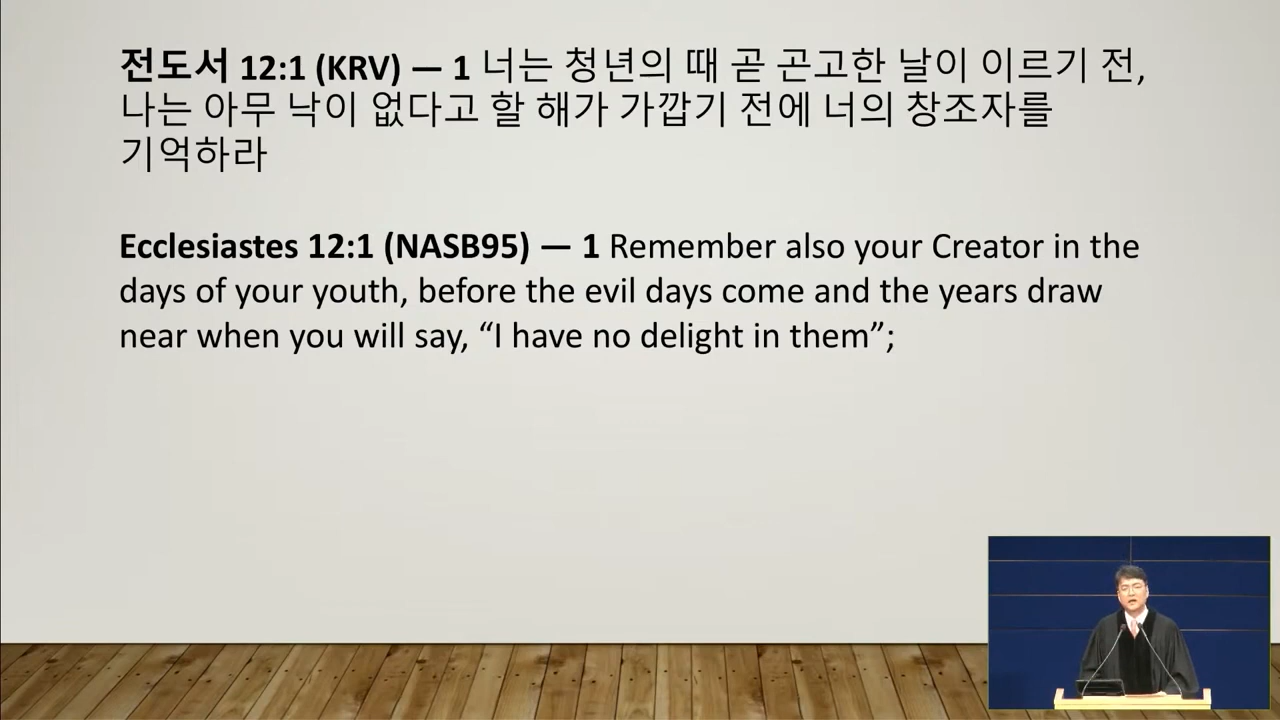 전도서 12:1 (KRV) — 1 너는 청년의 때 곧 곤고한 날이 이르기 전,
나는 아무 낙이 없다고 할 해가 가깝기 전에 너의 창조자를
기억하라
Ecclesiastes 12:1 (NASB95) — 1 Remember also your Creator in the
days of your youth, before the evil days come and the years draw
near when you will say, “I have no delight in them”;